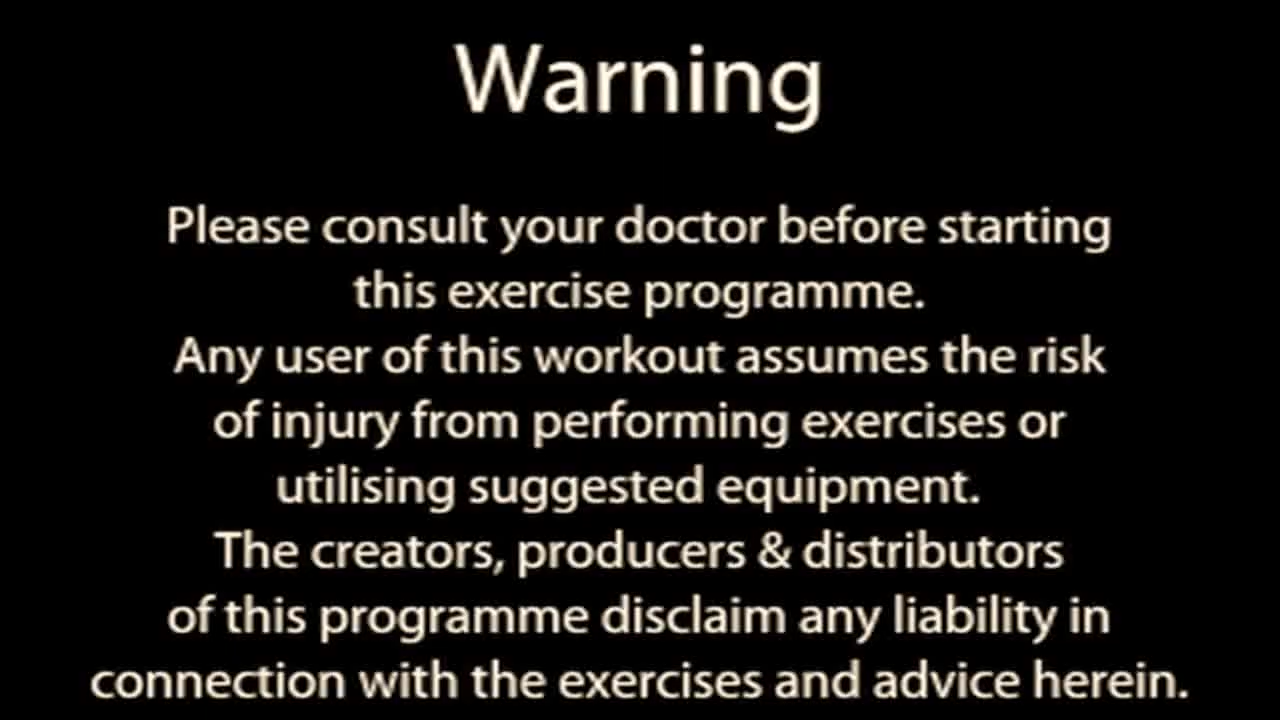 Warning
Please consult your doctor before starting
this exercise programme.
Any user of this workout assumes the risk
of injury from performing exercises or
utilising suggested equipment.
The creators, producers & distributors
of this programme disclaim any liability in
connection with the exercises and advice herein.